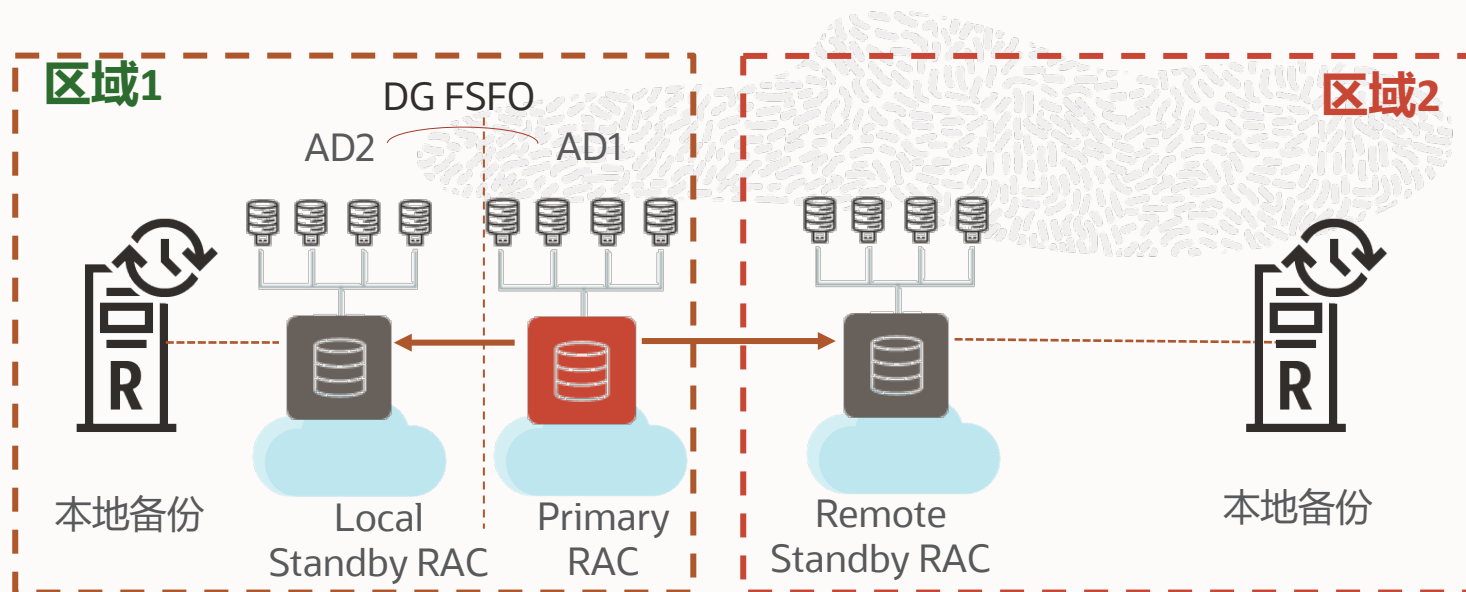 区域1
区域2
DG FSFO
AD2
AD1
R
R
本地备份
Local
Standby RAC
Primary
RAC
Remote
Standby RAC
本地备份